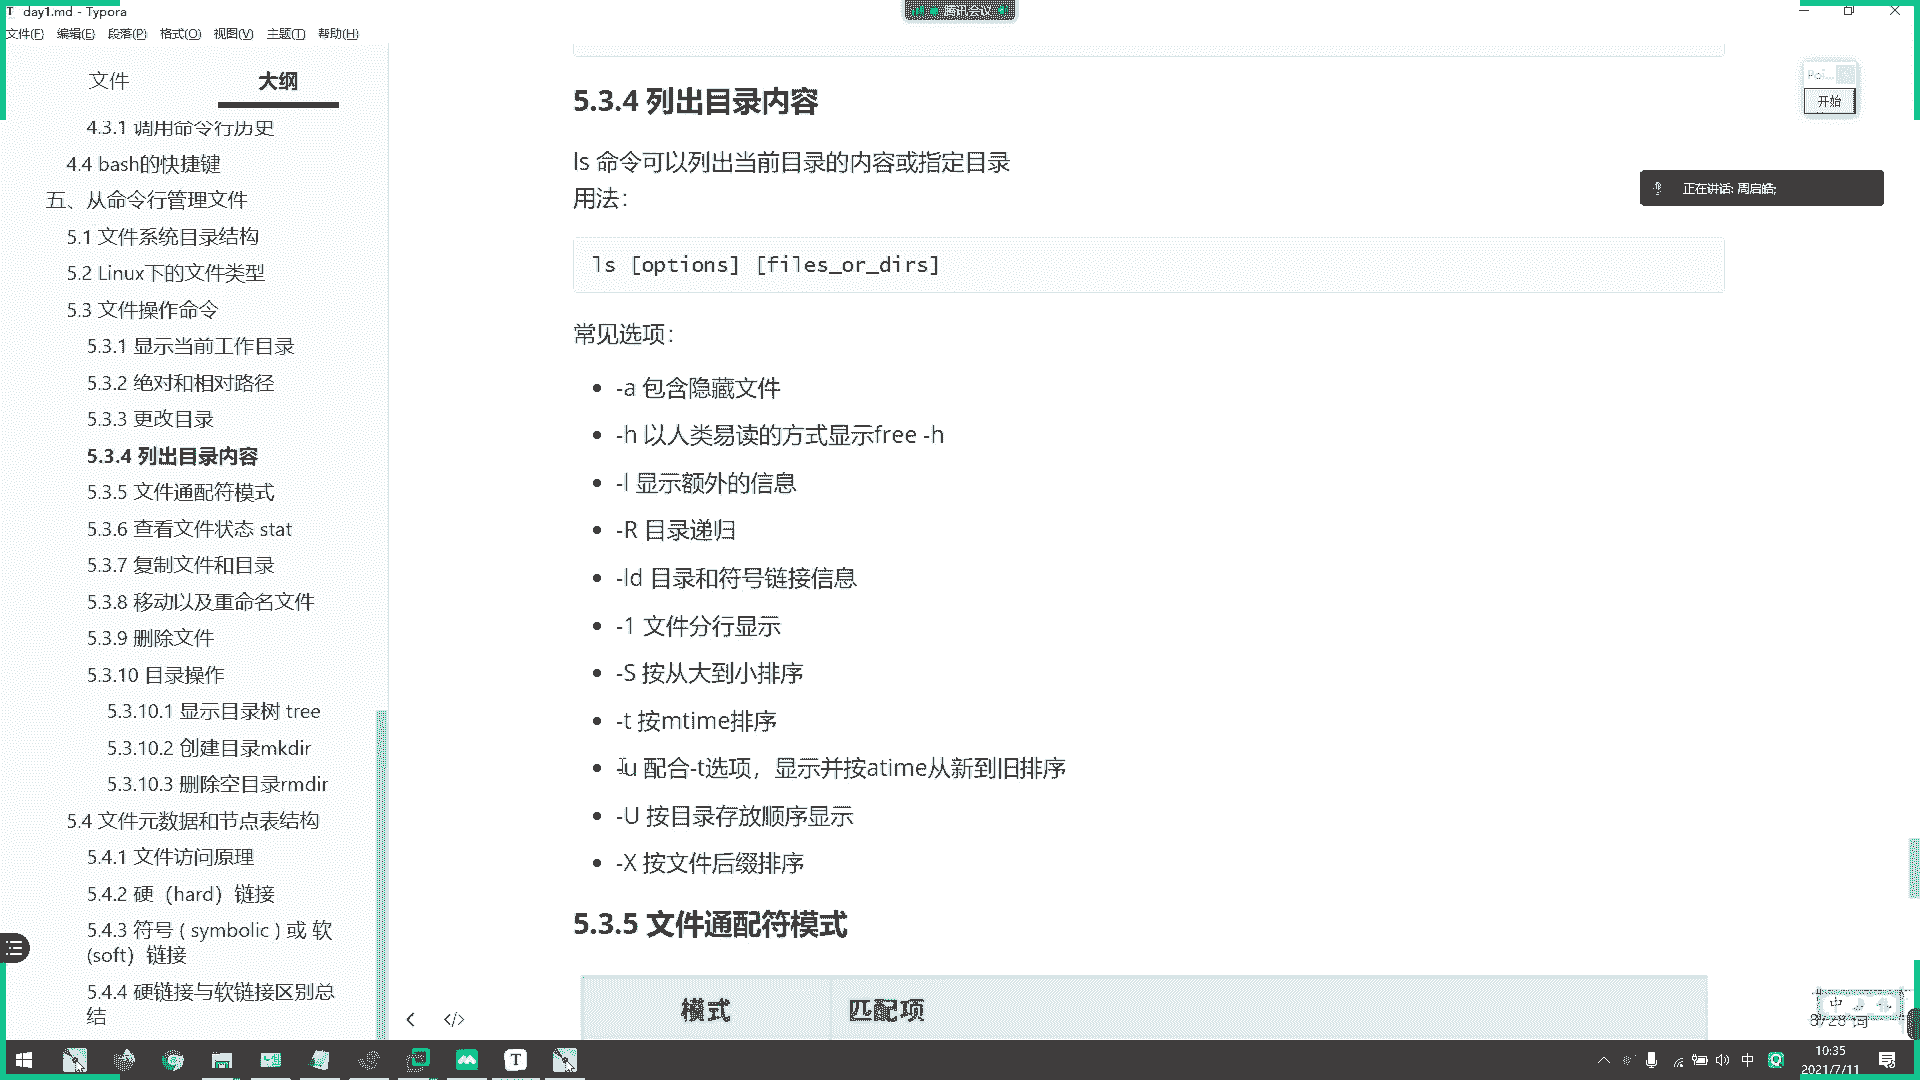 day1.md - Typora
腾讯会议
文件(F) 编辑(E) 段落(P) 格式(O) 视图(V) 主题(T) 帮助(H)
文件 大纲
4.3.1 调用命令行历史
4.4 bash的快捷键
五、从命令行管理文件
5.1 文件系统目录结构
5.2 Linux下的文件类型
5.3 文件操作命令
5.3.1 显示当前工作目录
5.3.2 绝对和相对路径
5.3.3 更改目录
5.3.4 列出目录内容
5.3.5 文件通配符模式
5.3.6 查看文件状态 stat
5.3.7 复制文件和目录
5.3.8 移动以及重命名文件
5.3.9 删除文件
5.3.10 目录操作
5.3.10.1 显示目录树 tree
5.3.10.2 创建目录mkdir
5.3.10.3 删除空目录rmdir
5.4 文件元数据和节点表结构
5.4.1 文件访问原理
5.4.2 硬（hard）链接
5.4.3 符号 ( symbolic ) 或 软
(soft）链接
5.4.4 硬链接与软链接区别总
结
5.3.4 列出目录内容
ls 命令可以列出当前目录的内容或指定目录
用法：
ls [options] [files_or_dirs]
常见选项：
-a 包含隐藏文件
-h 以人类易读的方式显示free -h
-l 显示额外的信息
-R 目录递归
-ld 目录和符号链接信息
-1 文件分行显示
-S 按从大到小排序
-t 按mtime排序
-u 配合-t选项，显示并按atime从新到旧排序
-U 按目录存放顺序显示
-X 按文件后缀排序
5.3.5 文件通配符模式
模式 匹配项
开始
正在讲话:
中
中
10:35
2021/7/11